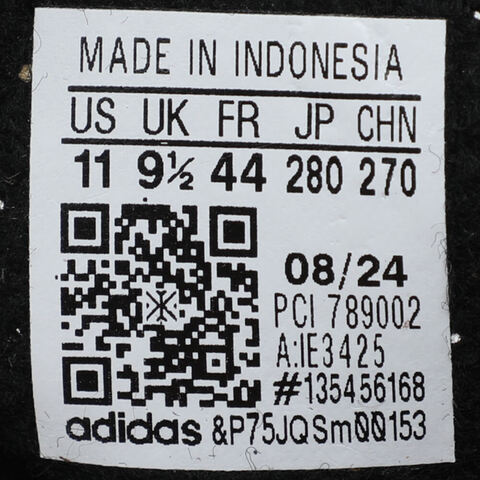 MADE IN INDONESIA
US UK FR JP CHN
11 9½ 44 280 270
08/24
PCI 789002
A:IE3425
#135456168
adidas &P75JQSm00153